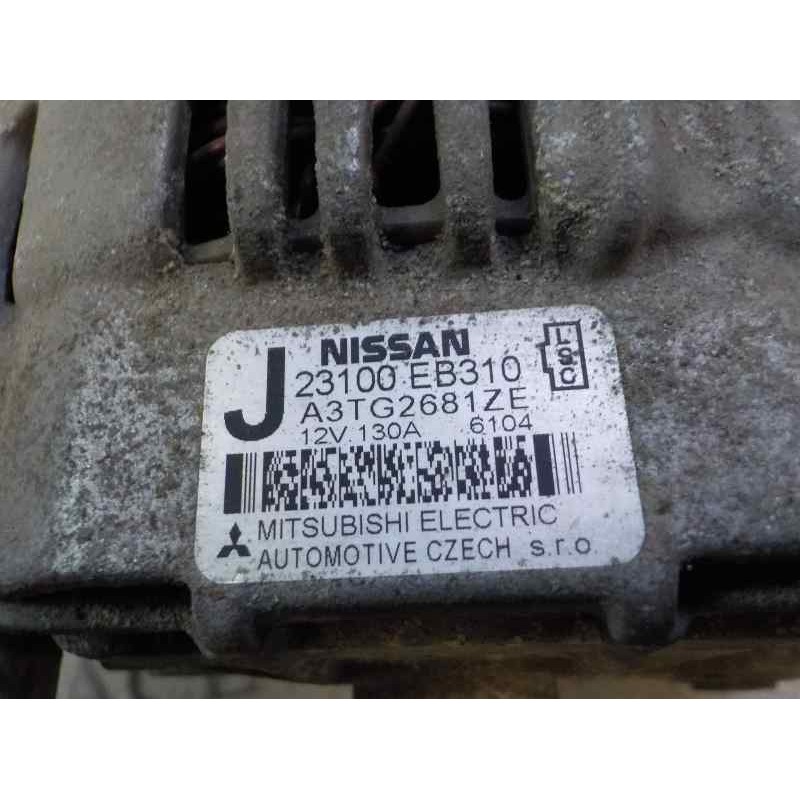 J
NISSAN
23100 EB310
A3TG2681ZE
12V 130A 6104
L
S
C
MITSUBISHI ELECTRIC
AUTOMOTIVE CZECH s.r.o.